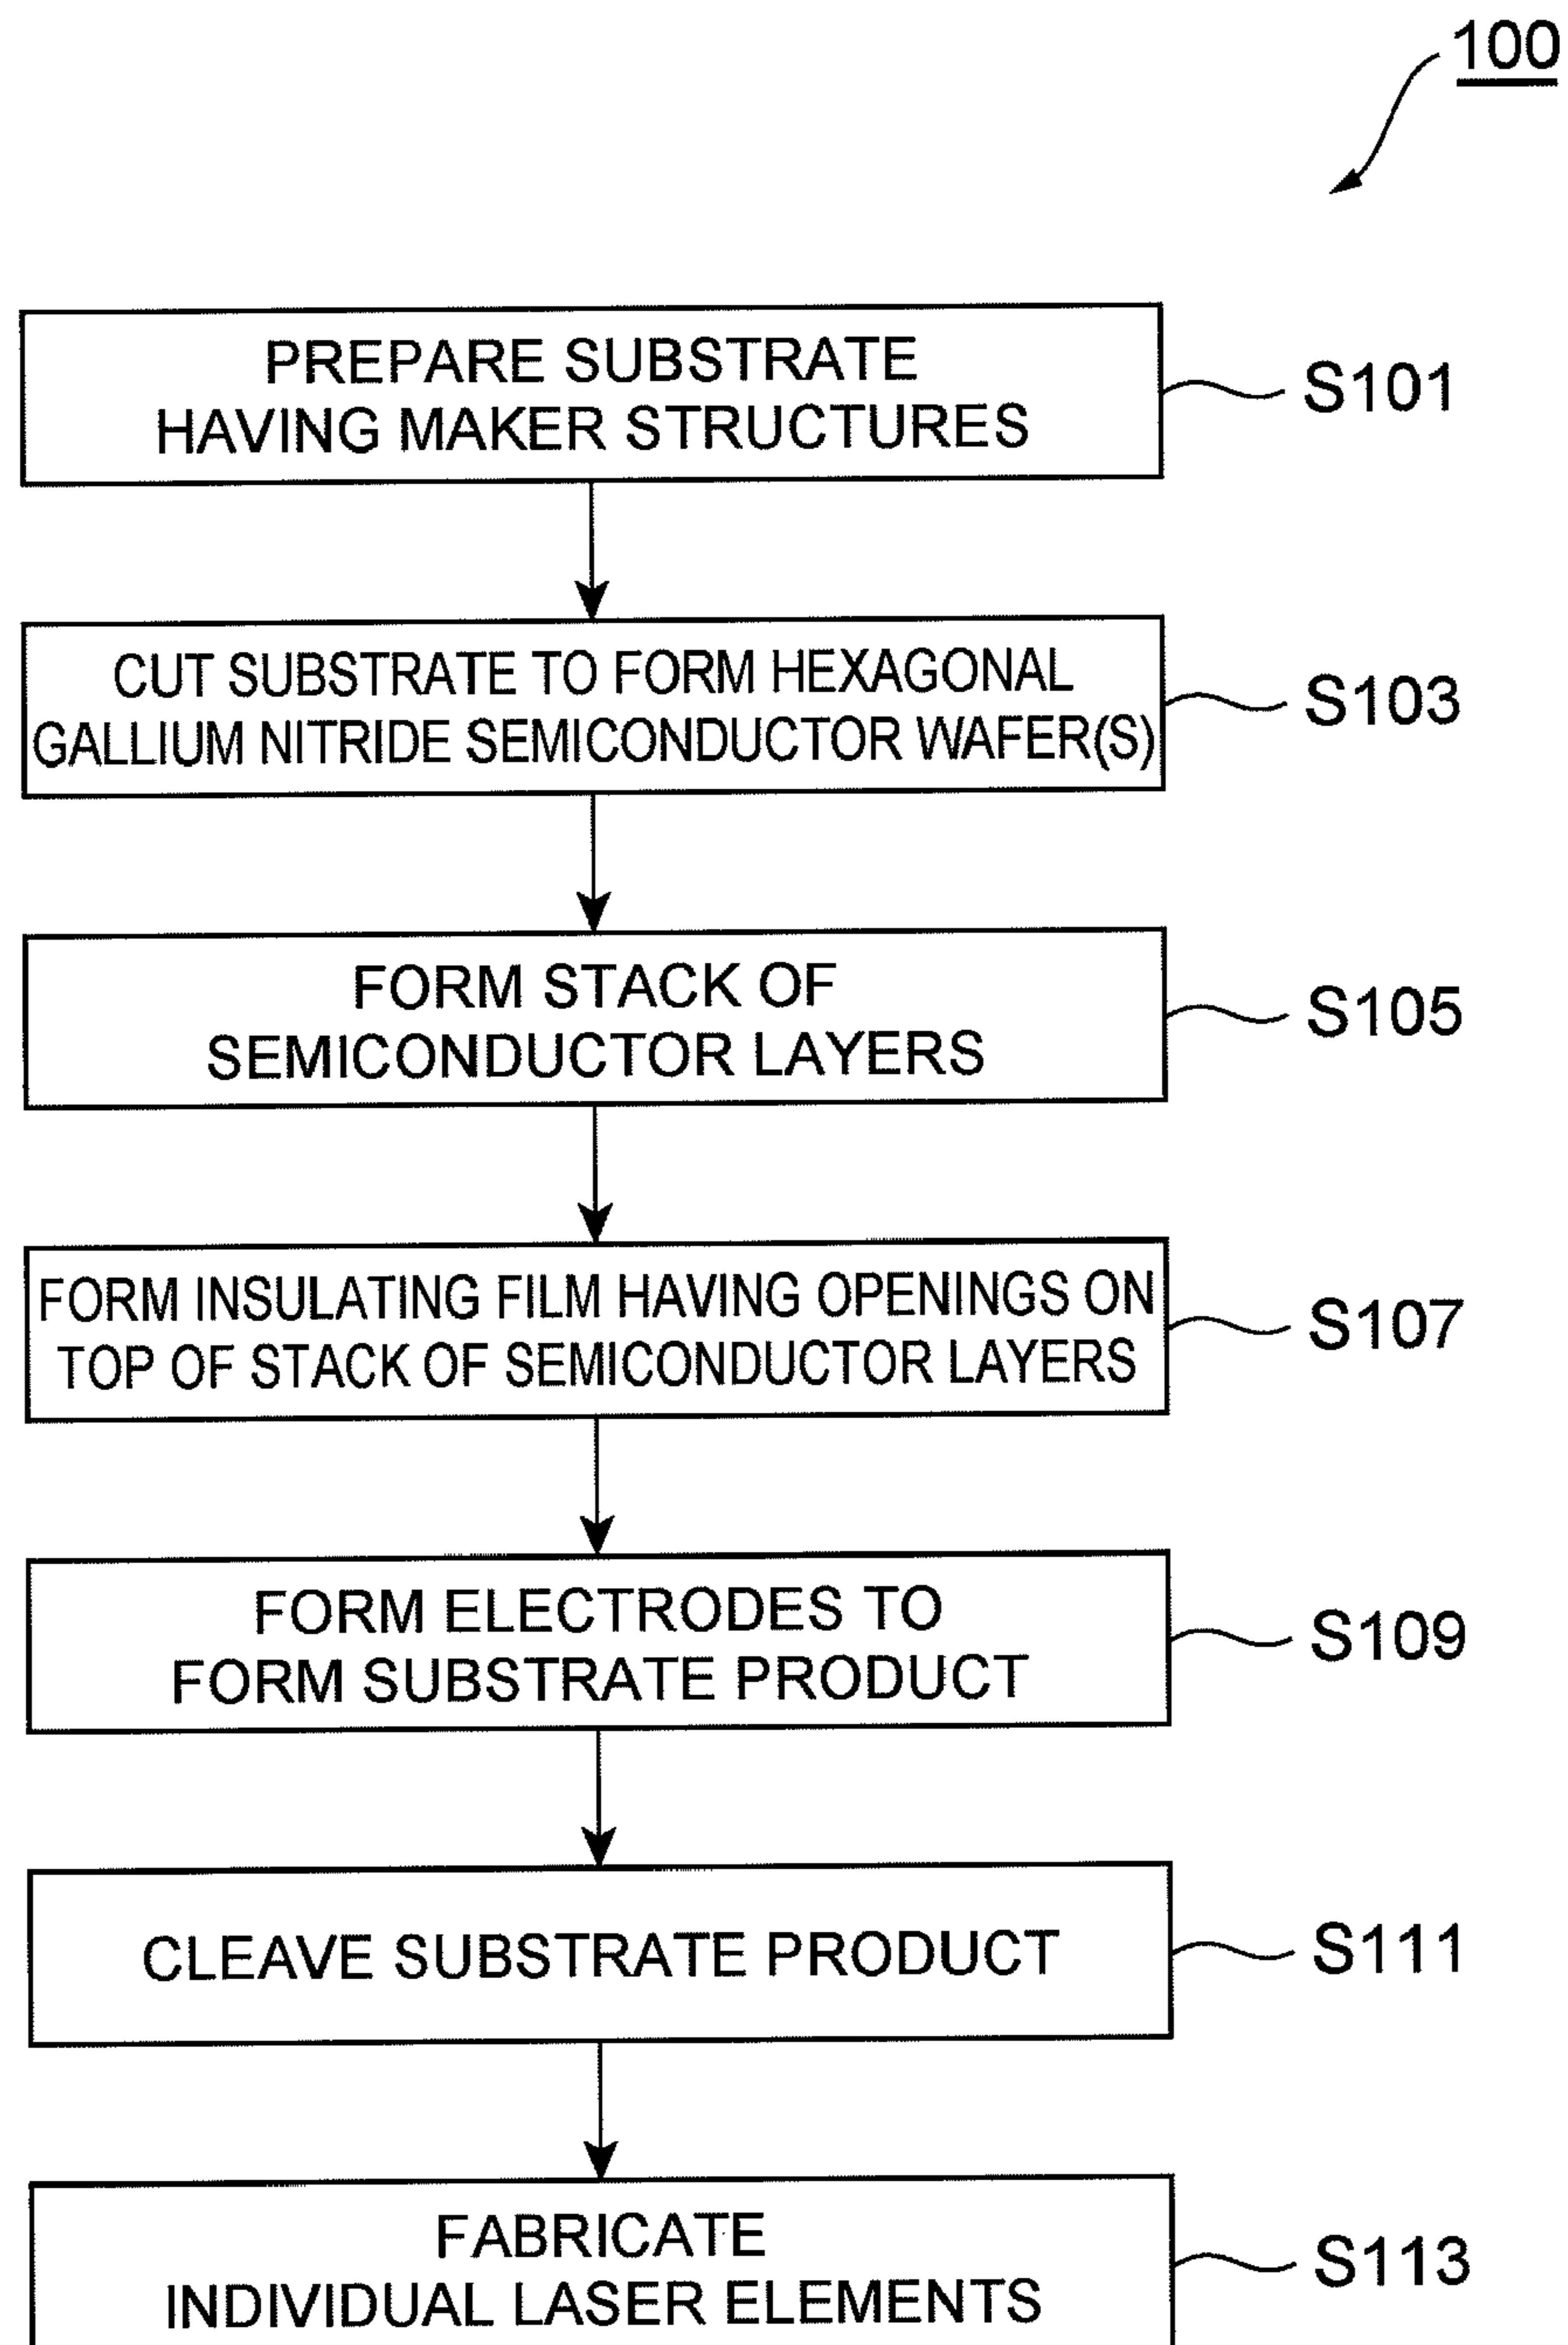 100
PREPARE SUBSTRATE
HAVING MAKER STRUCTURES
S101
CUT SUBSTRATE TO FORM HEXAGONAL
GALLIUM NITRIDE SEMICONDUCTOR WAFER(S)
S103
FORM STACK OF
SEMICONDUCTOR LAYERS
S105
FORM INSULATING FILM HAVING OPENINGS ON
TOP OF STACK OF SEMICONDUCTOR LAYERS
S107
FORM ELECTRODES TO
FORM SUBSTRATE PRODUCT
S109
CLEAVE SUBSTRATE PRODUCT
S111
FABRICATE
INDIVIDUAL LASER ELEMENTS
S113